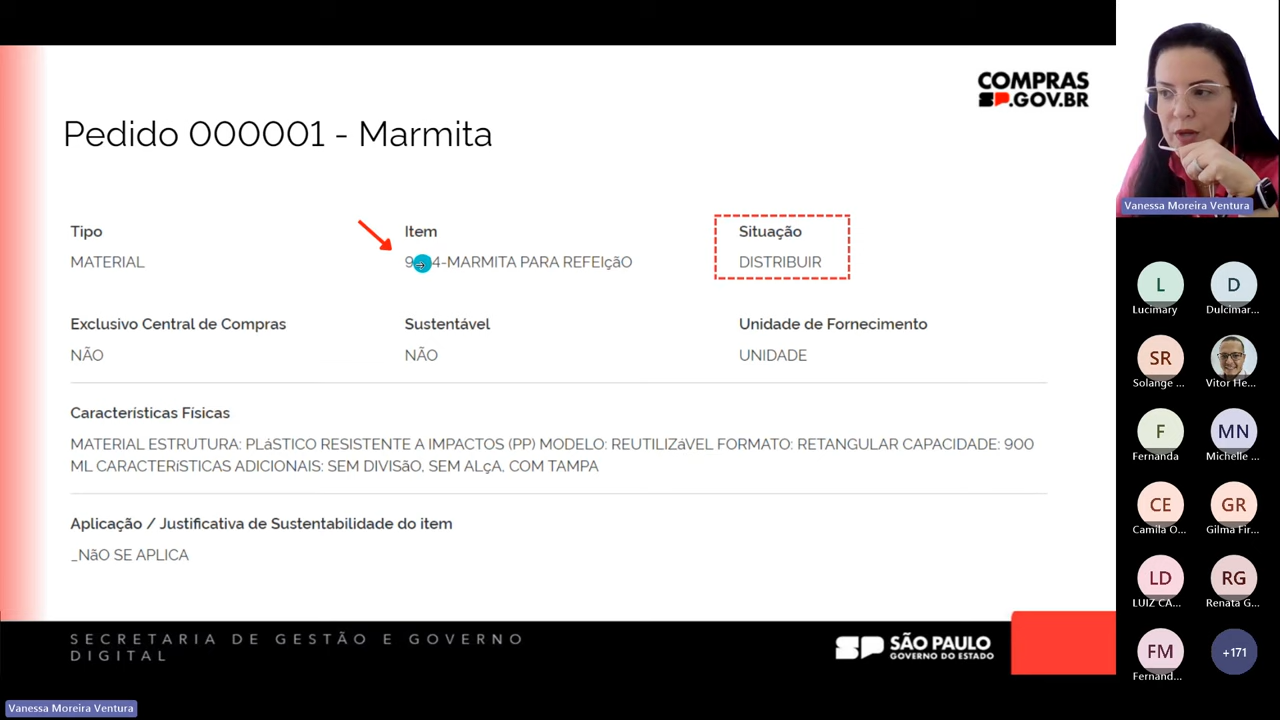 COMPRAS
SP.GOV.BR
Pedido 000001 - Marmita
Tipo
MATERIAL
Item
4-MARMITA PARA REFEIçãO
Situação
DISTRIBUIR
Exclusivo Central de Compras
NÃO
Sustentável
NÃO
Unidade de Fornecimento
UNIDADE
Características Físicas
MATERIAL ESTRUTURA: PLáSTICO RESISTENTE A IMPACTOS (PP) MODELO: REUTILIZáVEL FORMATO: RETANGULAR CAPACIDADE: 900
ML CARACTERíSTICAS ADICIONAIS: SEM DIVISãO, SEM ALçA, COM TAMPA
Aplicação / Justificativa de Sustentabilidade do item
_NãO SE APLICA
SECRETARIA DE GESTÃO E GOVERNO
DIGITAL
SP SÃO PAULO
GOVERNO DO ESTADO
Vanessa Moreira Ventura
Vanessa Moreira Ventura
L
Lucimary
D
Dulcimar...
SR
Solange ...
Vitor He...
F
Fernanda
MN
Michelle ...
CE
Camila O...
GR
Gilma Fir...
LD
LUIZ CA...
RG
Renata G...
FM
Fernand...
+171